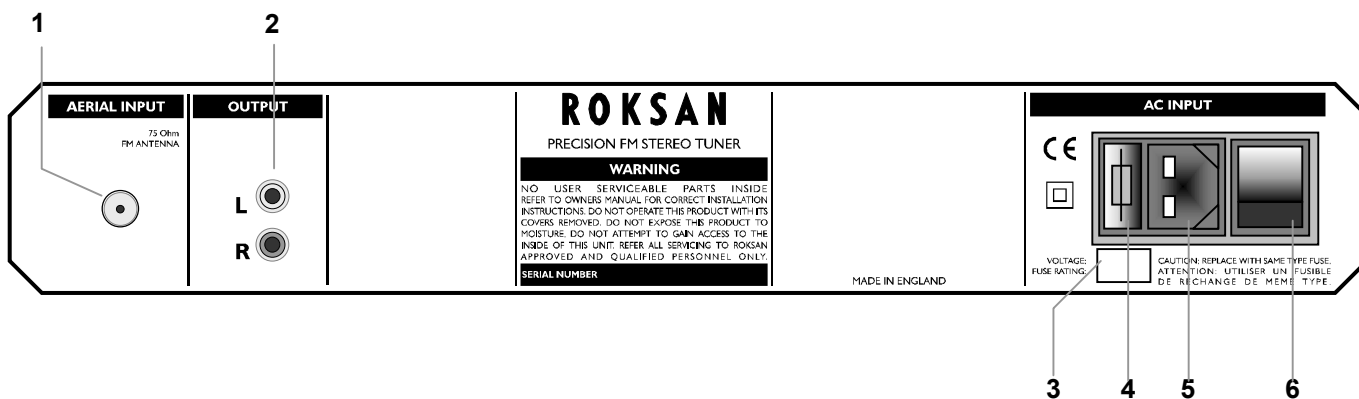 1
2
AERIAL INPUT
75 Ohm
FM ANTENNA
OUTPUT
L
R
ROKSAN
PRECISION FM STEREO TUNER
WARNING
NO USER SERVICEABLE PARTS INSIDE
REFER TO OWNERS MANUAL FOR CORRECT INSTALLATION
INSTRUCTIONS. DO NOT OPERATE THIS PRODUCT WITH ITS
COVERS REMOVED. DO NOT EXPOSE THIS PRODUCT TO
MOISTURE. DO NOT ATTEMPT TO GAIN ACCESS TO THE
INSIDE OF THIS UNIT. REFER ALL SERVICING TO ROKSAN
APPROVED AND QUALIFIED PERSONNEL ONLY.
SERIAL NUMBER
MADE IN ENGLAND
AC INPUT
CE
VOLTAGE:
FUSE RATING:
CAUTION: REPLACE WITH SAME TYPE FUSE.
ATTENTION: UTILISER UN FUSIBLE
DE RECHANGE DE MEME TYPE.
3
4
5
6